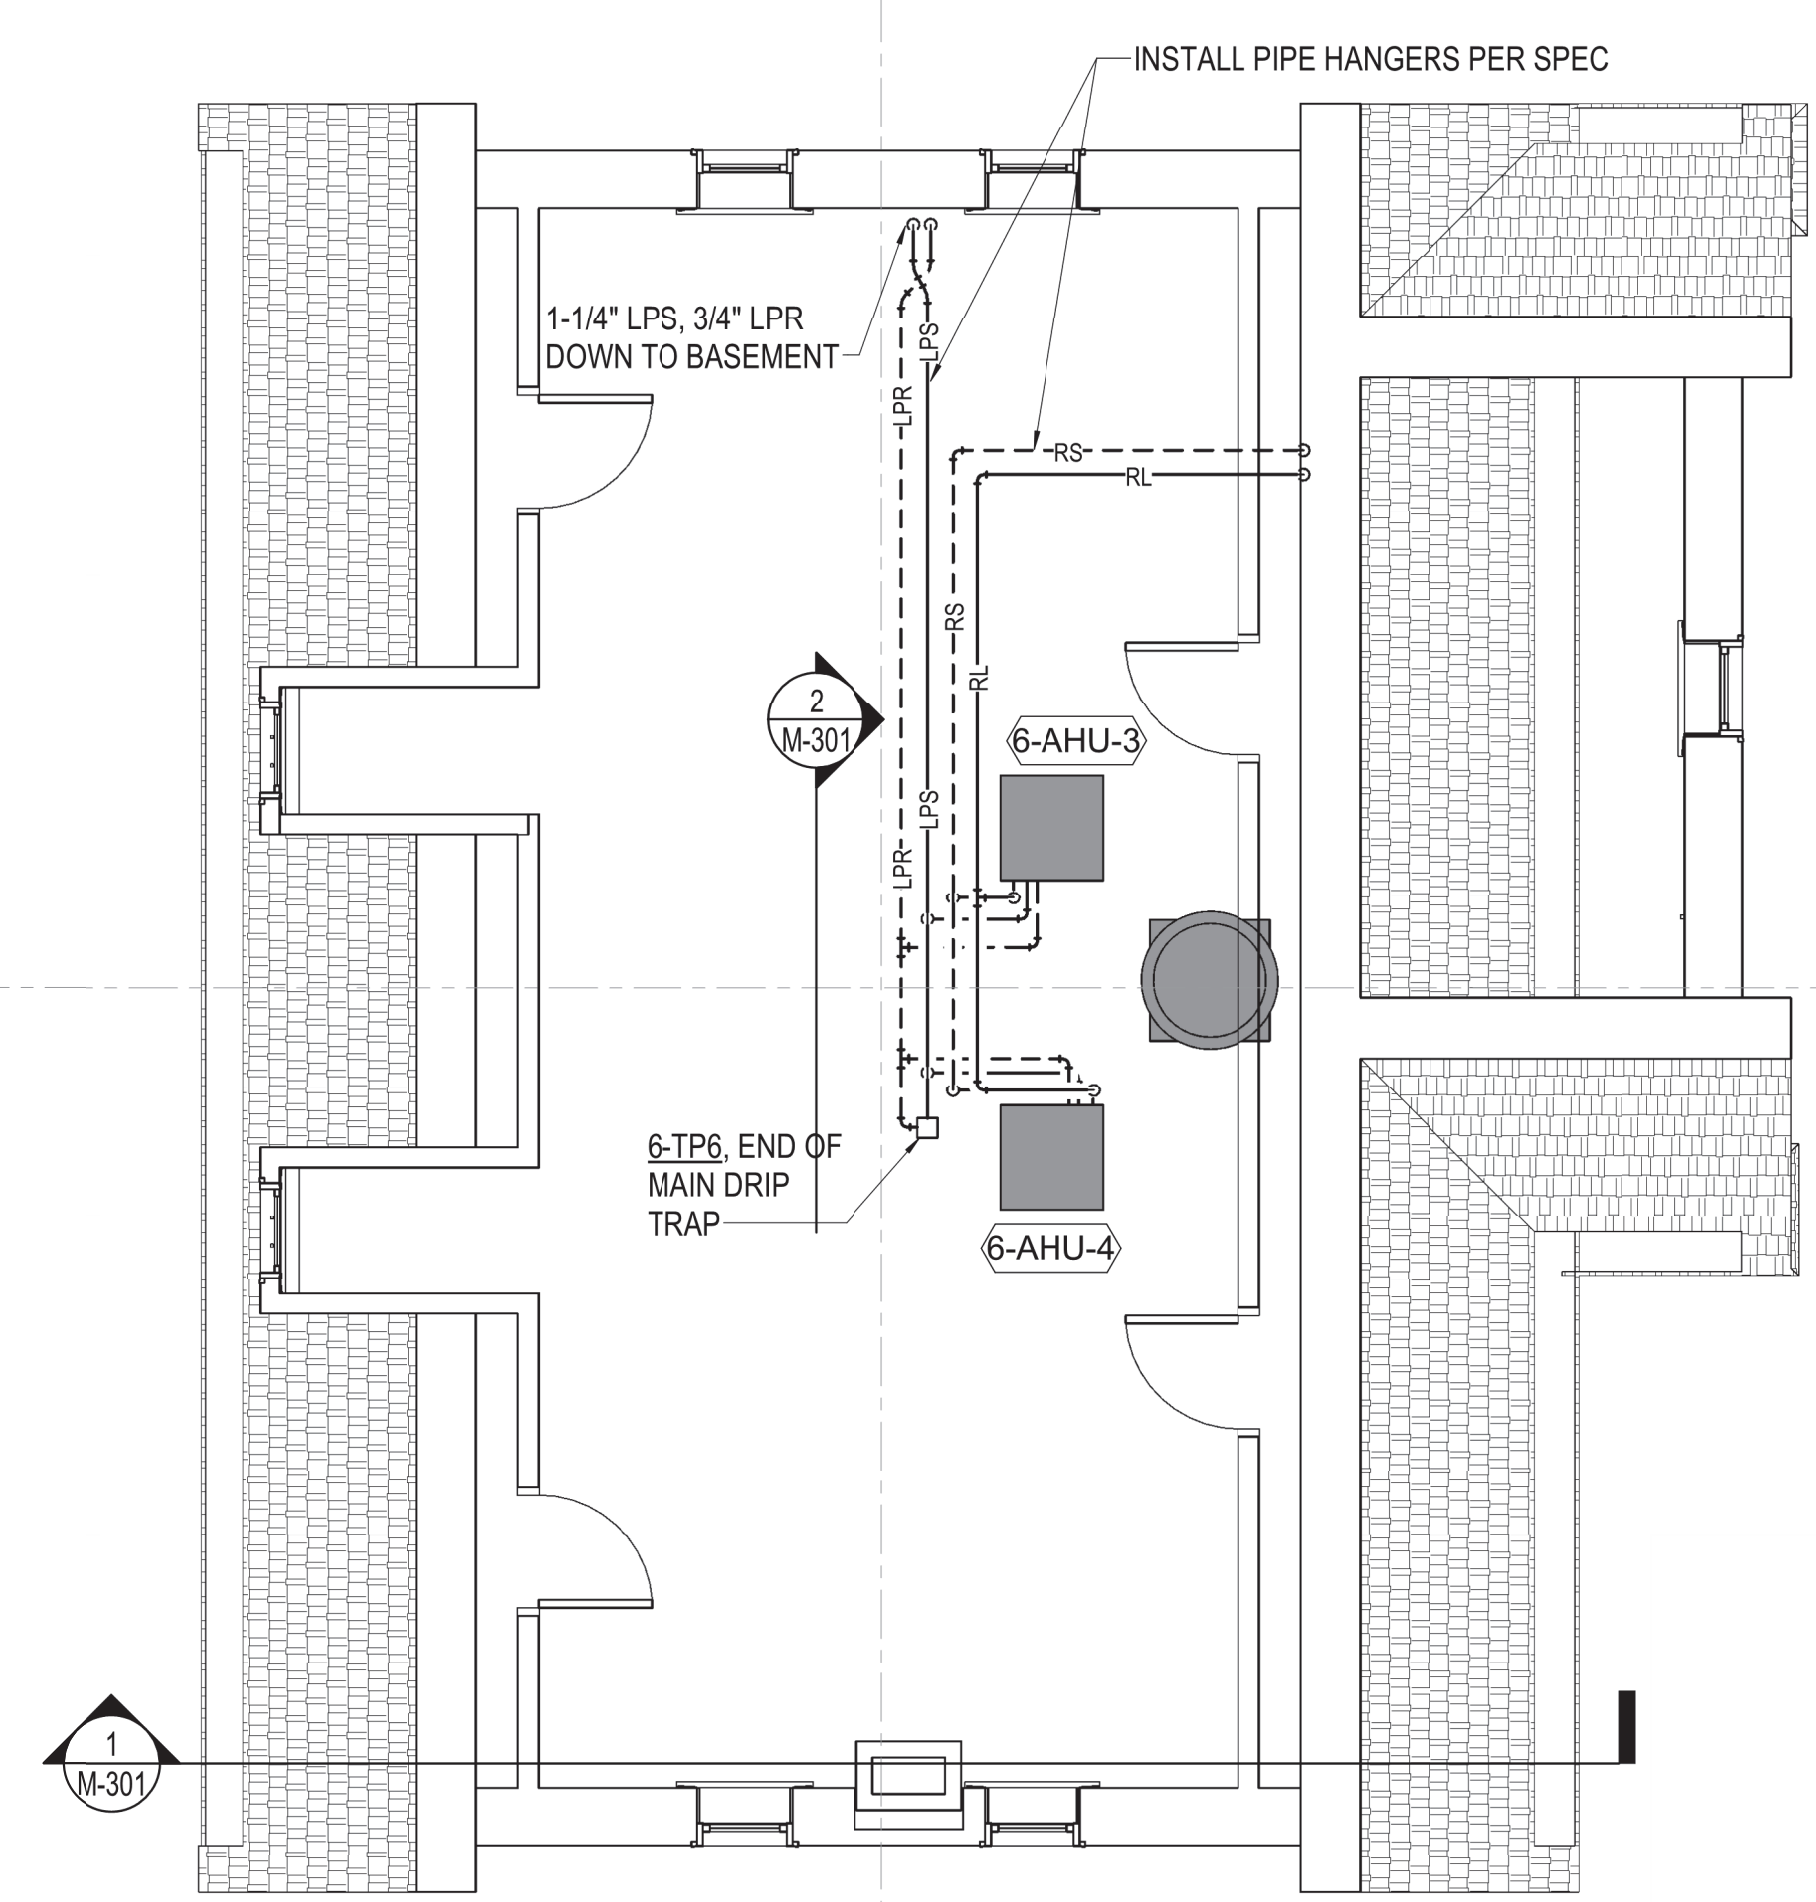 INSTALL PIPE HANGERS PER SPEC
1-1/4" LPS, 3/4" LPR
DOWN TO BASEMENT
LPS
LPR
RS
RL
RS
RL
2
M-301
6-AHU-3
LPS
LPR
6-TP6, END OF
MAIN DRIP
TRAP
6-AHU-4
1
M-301